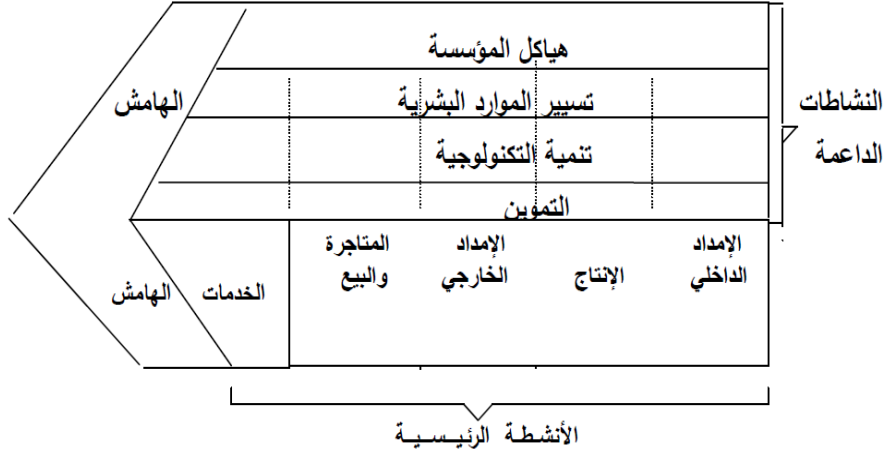 هياكل المؤسسة
تسيير الموارد البشرية
تنمية التكنولوجية
التموين
النشاطات
الداعمة
الهامش
الإمداد
الداخلي
الإنتاج
الإمداد
الخارجي
المتاجرة
والبيع
الخدمات
الهامش
الأنشطة الرئيسية